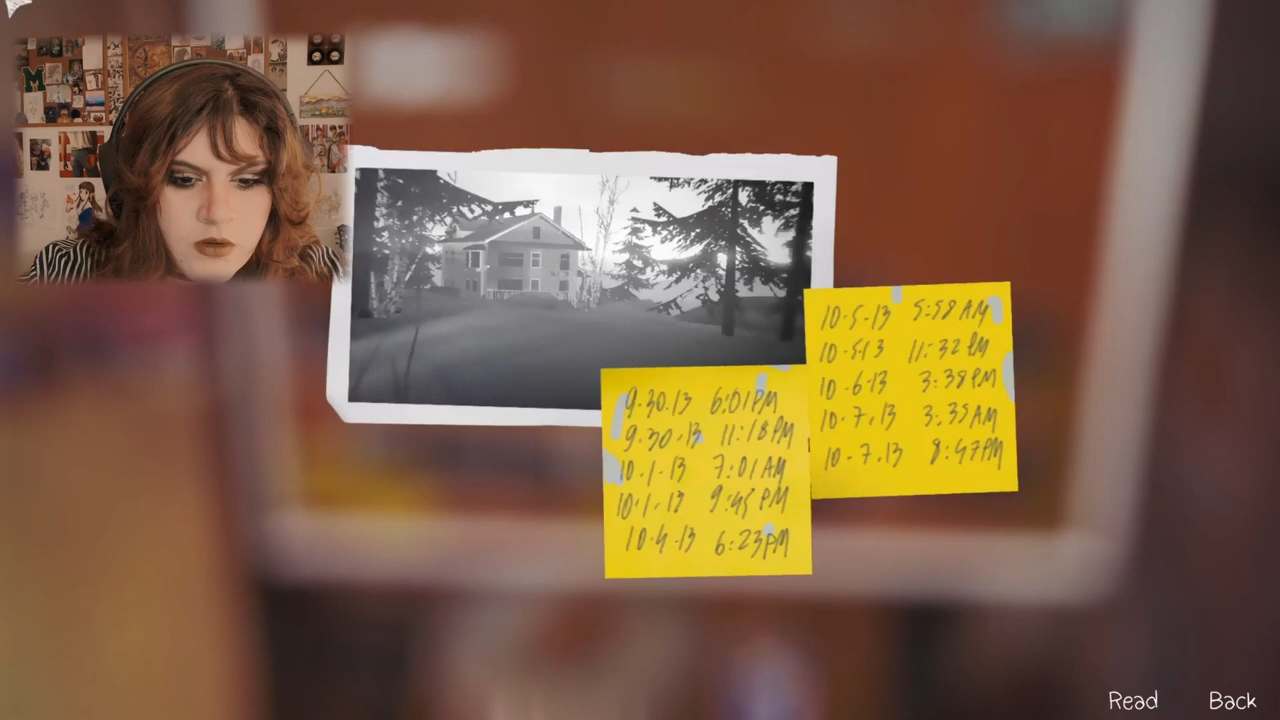 M
9.30.13 6:01PM
9.30.13 11:18PM
10.1.13 7:01AM
10.1.13 9:45PM
10.4.13 6:23PM
10-5-13 5:58AM
10-5-13 11:32PM
10-6-13 3:38PM
10-7.13 3:35AM
10-7.13 8:47PM
Read Back